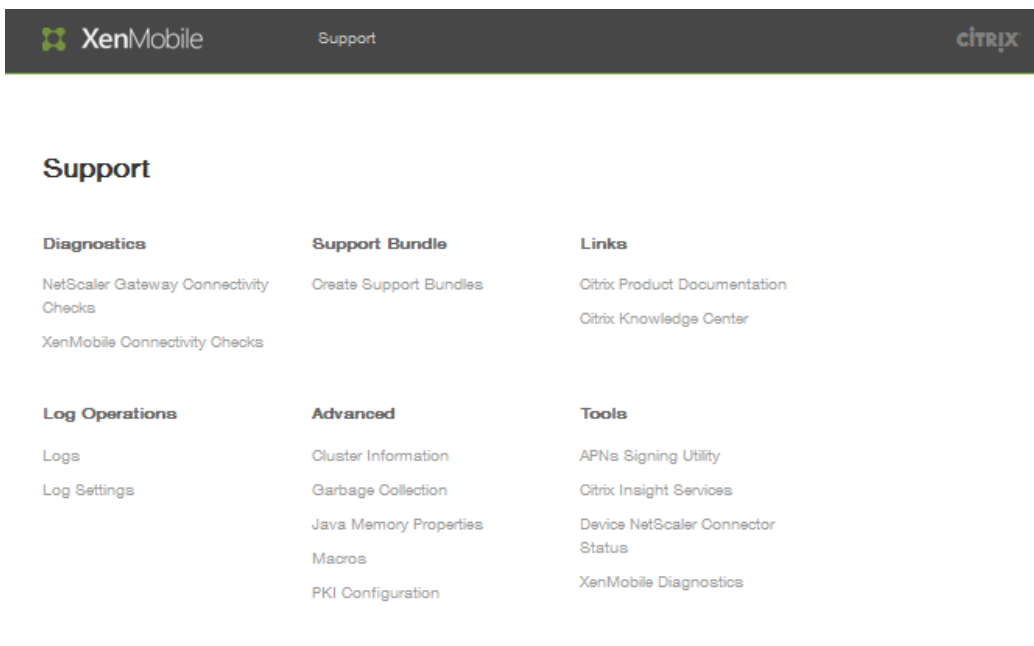 XenMobile
Support
CİTRIX
Support
Diagnostics
NetScaler Gateway Connectivity
Checks
XenMobile Connectivity Checks
Support Bundle
Create Support Bundles
Links
Citrix Product Documentation
Citrix Knowledge Center
Log Operations
Logs
Log Settings
Advanced
Cluster Information
Garbage Collection
Java Memory Properties
Macros
PKI Configuration
Tools
APNs Signing Utility
Citrix Insight Services
Device NetScaler Connector
Status
XenMobile Diagnostics